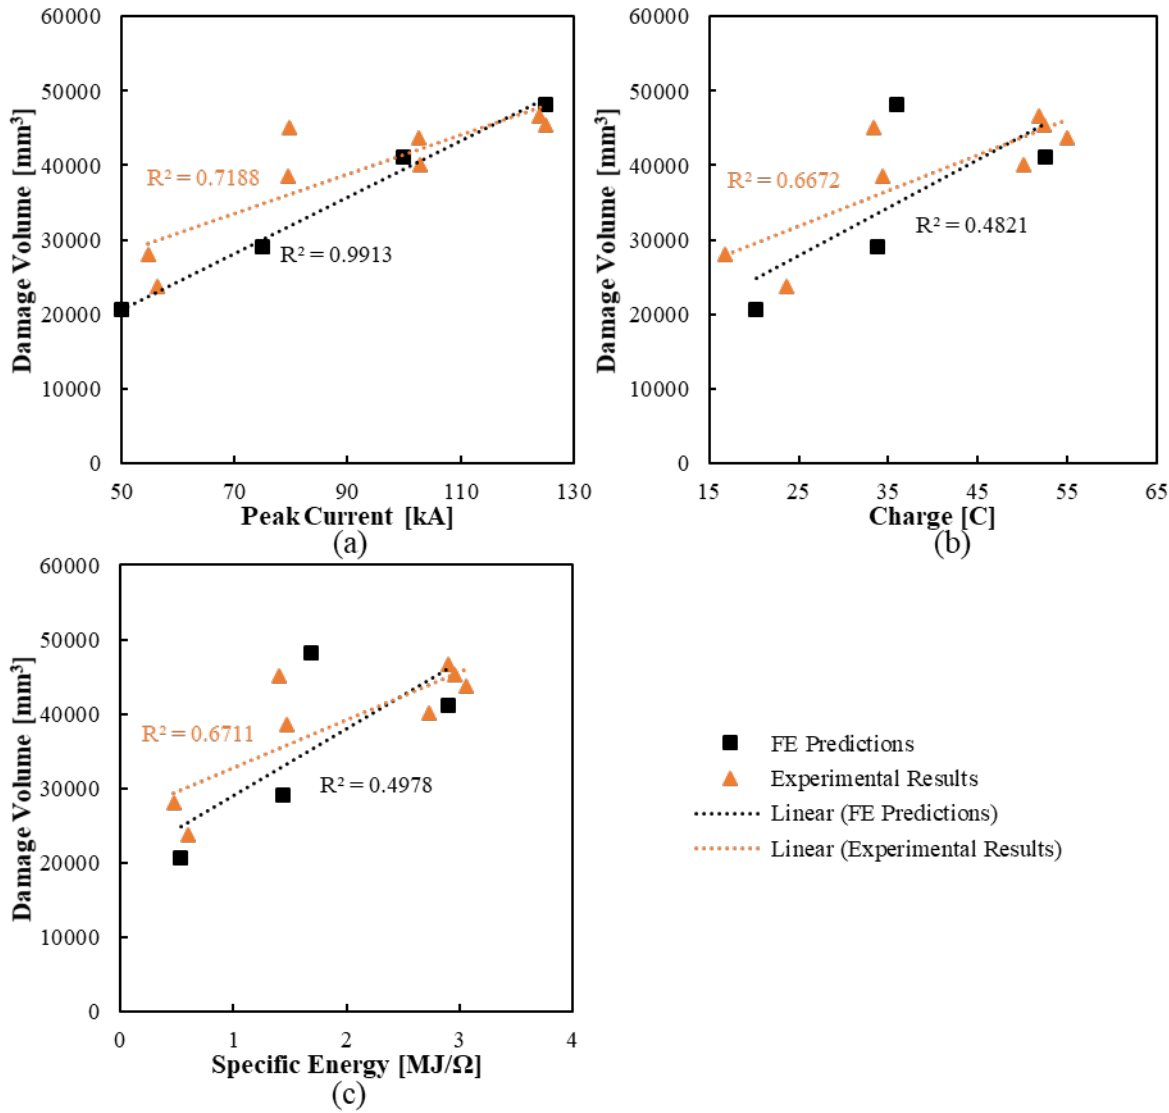 60000
50000
40000
30000
20000
10000
0
Damage Volume [mm³]
R² = 0.7188
R² = 0.9913
50 70 90 110 130
Peak Current [kA]
(a)
60000
50000
40000
30000
20000
10000
0
Damage Volume [mm³]
R² = 0.6672
R² = 0.4821
15 25 35 45 55 65
Charge [C]
(b)
60000
50000
40000
30000
20000
10000
0
Damage Volume [mm³]
R² = 0.6711
R² = 0.4978
0 1 2 3 4
Specific Energy [MJ/Ω]
(c)
FE Predictions
Experimental Results
Linear (FE Predictions)
Linear (Experimental Results)